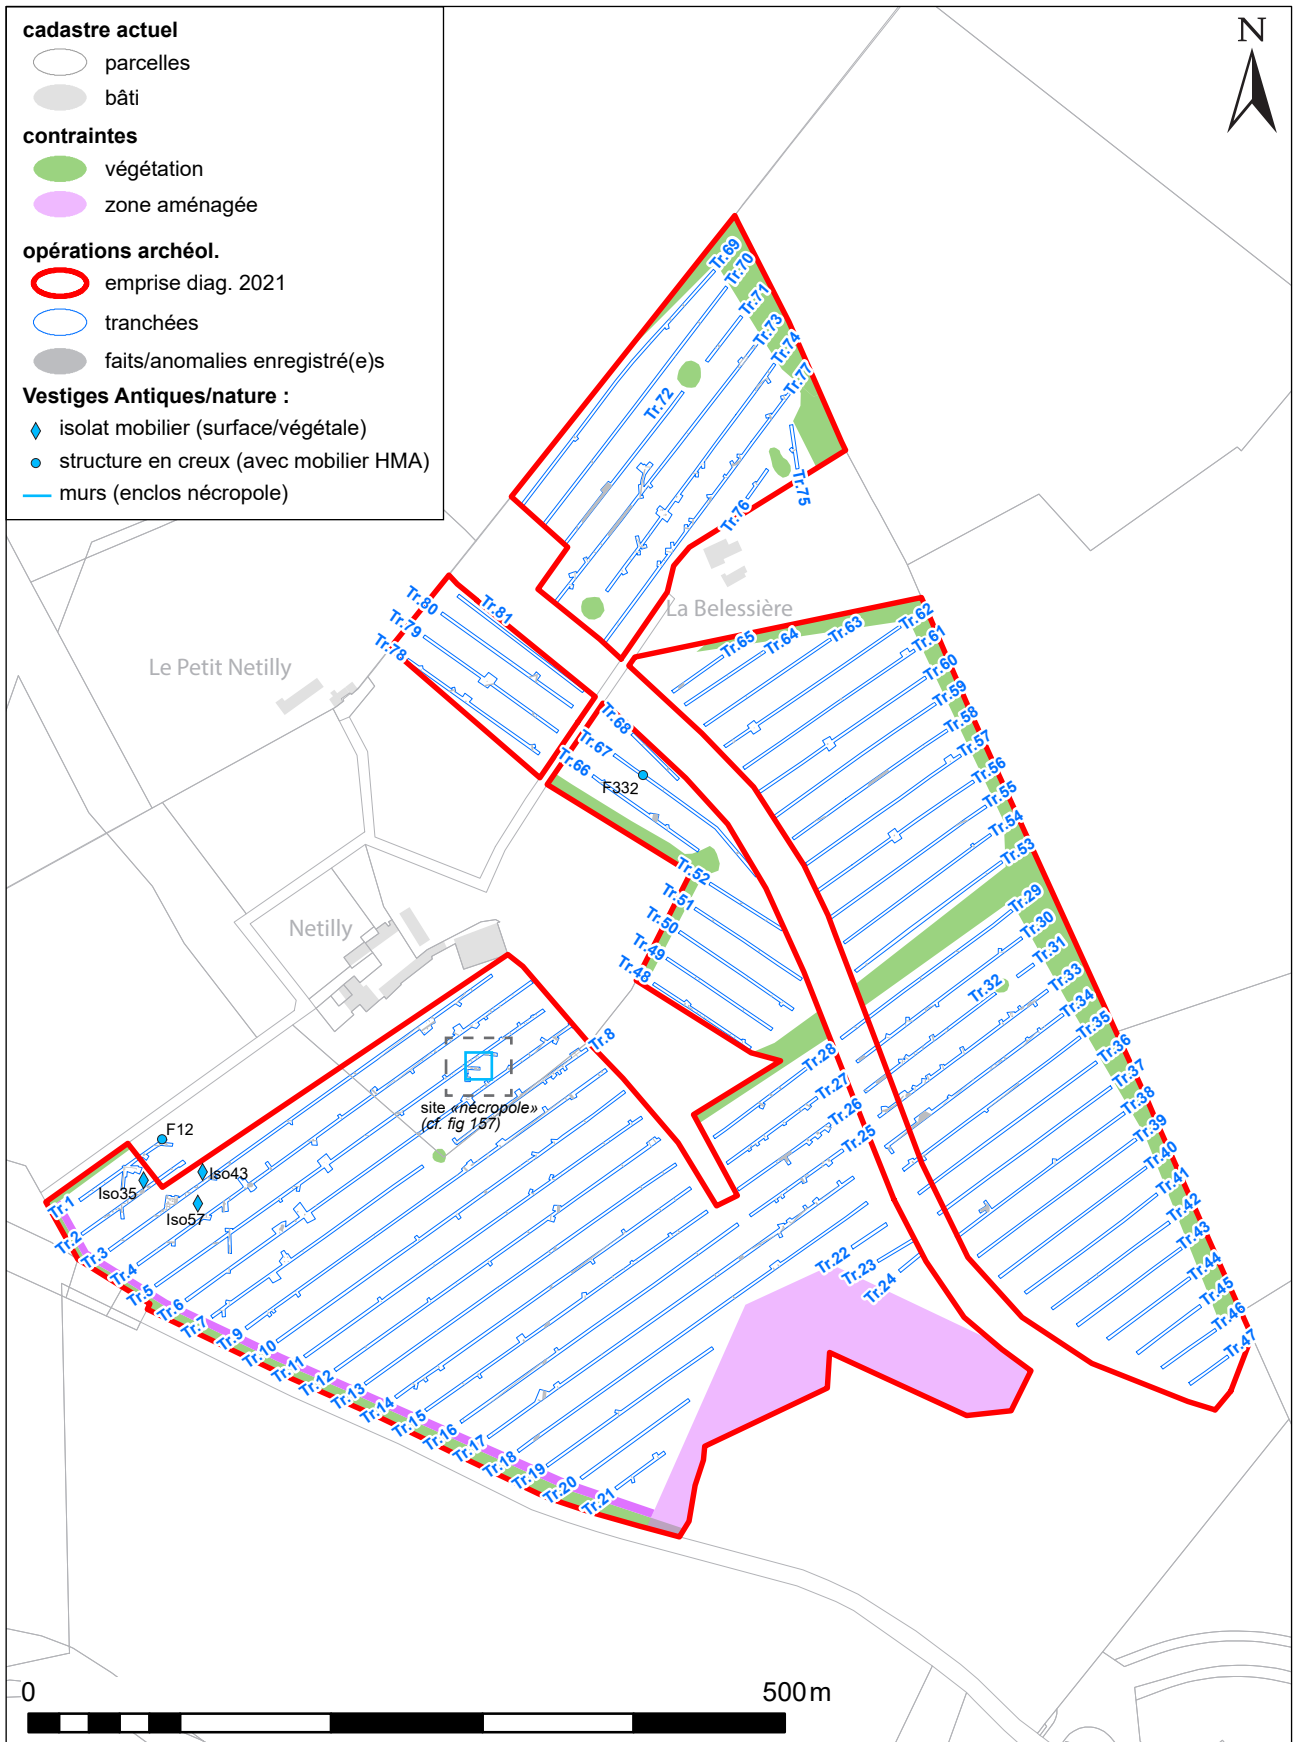 cadastre actuel
parcelles
bâti
contraintes
végétation
zone aménagée
opérations archéol.
emprise diag. 2021
tranchées
faits/anomalies enregistré(e)s
Vestiges Antiques/nature :
isolat mobilier (surface/végétale)
structure en creux (avec mobilier HMA)
murs (enclos nécropole)
N
Tr.69
Tr.70
Tr.71
Tr.73
Tr.74
Tr.77
Tr.72
Tr.75
Tr.76
La Belessière
Tr.80
Tr.81
Tr.79
Tr.78
Le Petit Netilly
Tr.65
Tr.64
Tr.63
Tr.62
Tr.61
Tr.60
Tr.59
Tr.58
Tr.57
Tr.56
Tr.55
Tr.54
Tr.53
Tr.68
Tr.67
Tr.66
F332
Tr.52
Tr.51
Tr.50
Tr.49
Tr.48
Netilly
Tr.29
Tr.30
Tr.31
Tr.32
Tr.33
Tr.34
Tr.35
Tr.36
Tr.37
Tr.38
Tr.39
Tr.40
Tr.41
Tr.42
Tr.43
Tr.44
Tr.45
Tr.46
Tr.47
Tr.8
Tr.28
Tr.27
Tr.26
Tr.25
site «nécropole»
(cf. fig 157)
F12
Iso43
Iso35
Iso57
Tr.1
Tr.2
Tr.3
Tr.4
Tr.5
Tr.6
Tr.7
Tr.9
Tr.10
Tr.11
Tr.12
Tr.13
Tr.14
Tr.15
Tr.16
Tr.17
Tr.18
Tr.19
Tr.20
Tr.21
Tr.22
Tr.23
Tr.24
0
500 m